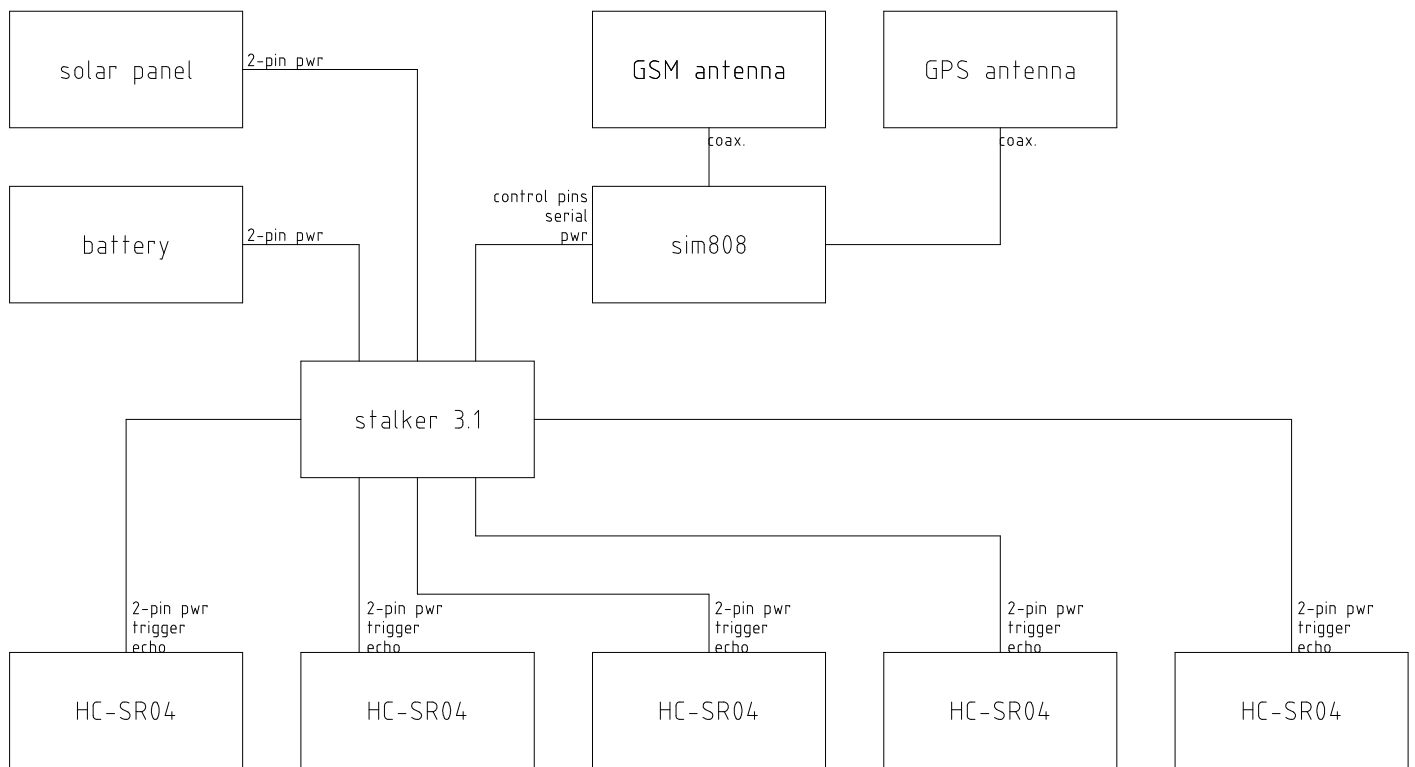 solar panel
2-pin pwr
GSM antenna
GPS antenna
coax.
coax.
battery
2-pin pwr
control pins
serial
pwr
sim808
stalker 3.1
2-pin pwr
trigger
echo
2-pin pwr
trigger
echo
2-pin pwr
trigger
echo
2-pin pwr
trigger
echo
2-pin pwr
trigger
echo
HC-SR04
HC-SR04
HC-SR04
HC-SR04
HC-SR04